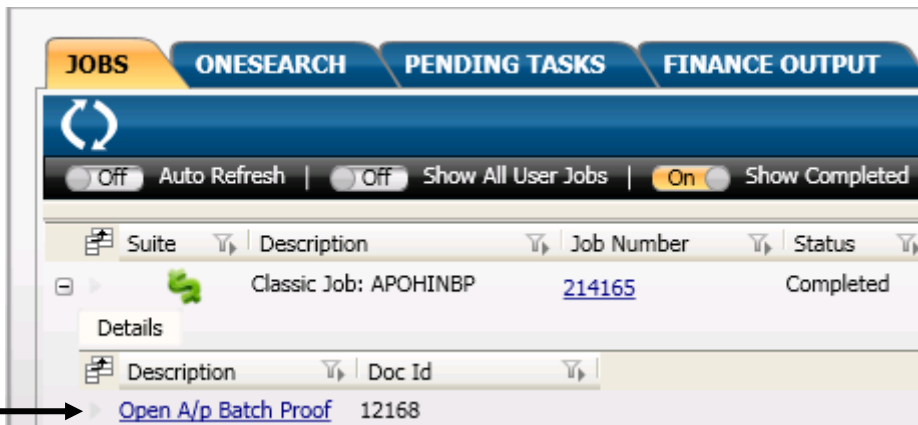 JOBS ONESEARCH PENDING TASKS FINANCE OUTPUT
Off Auto Refresh | Off Show All User Jobs | On Show Completed
Suite Description Job Number Status
Classic Job: APOHINBP 214165 Completed
Details
Description Doc Id
Open A/p Batch Proof 12168